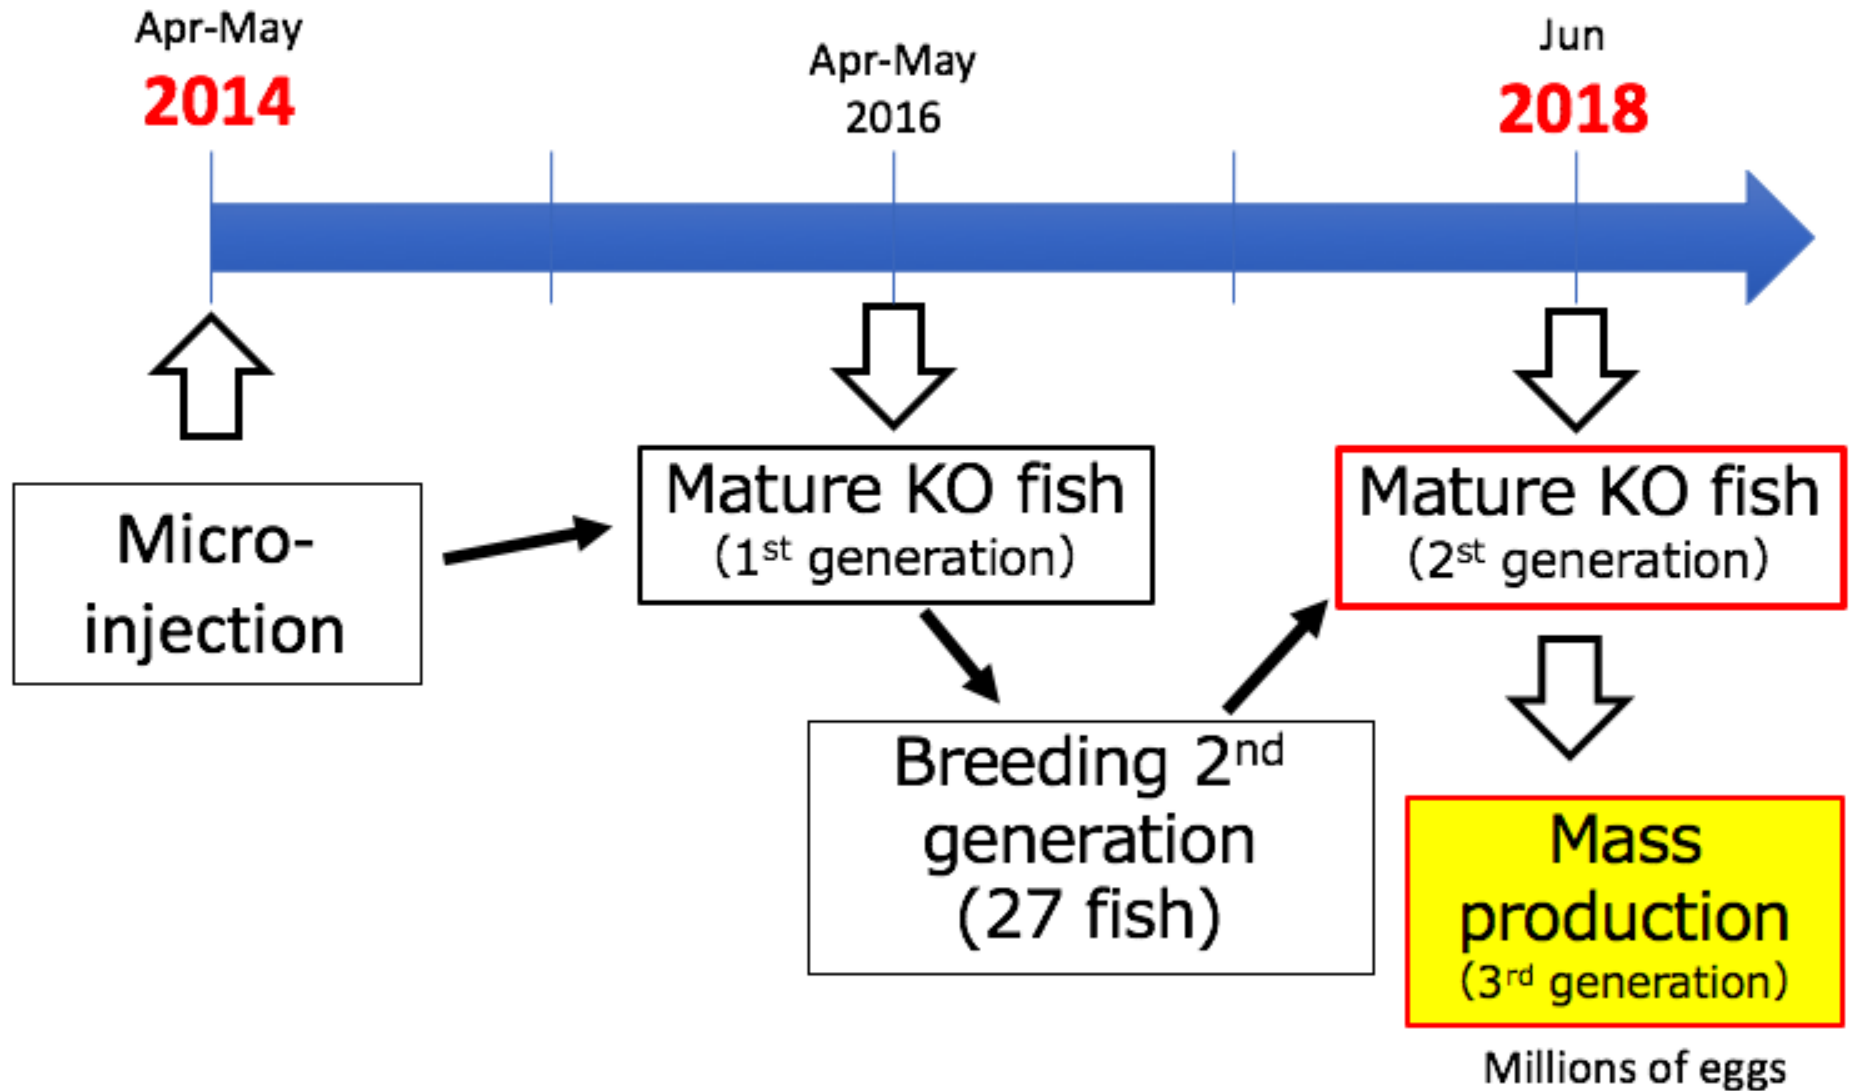 Apr-May
2014
Apr-May
2016
Jun
2018
Micro-
injection
Mature KO fish
(1st generation)
Breeding 2nd
generation
(27 fish)
Mature KO fish
(2st generation)
Mass
production
(3rd generation)
Millions of eggs